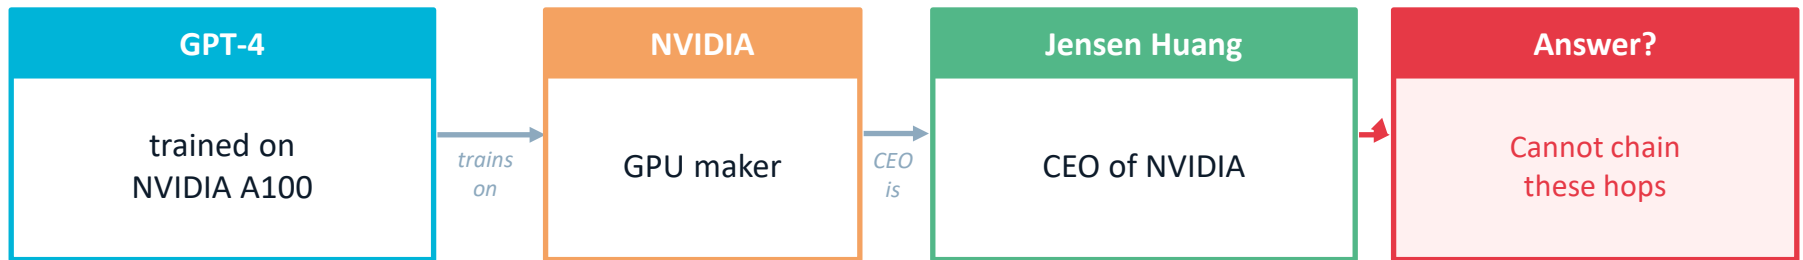 GPT-4
trained on
NVIDIA A100
trains
on
NVIDIA
GPU maker
CEO
is
Jensen Huang
CEO of NVIDIA
Answer?
Cannot chain
these hops